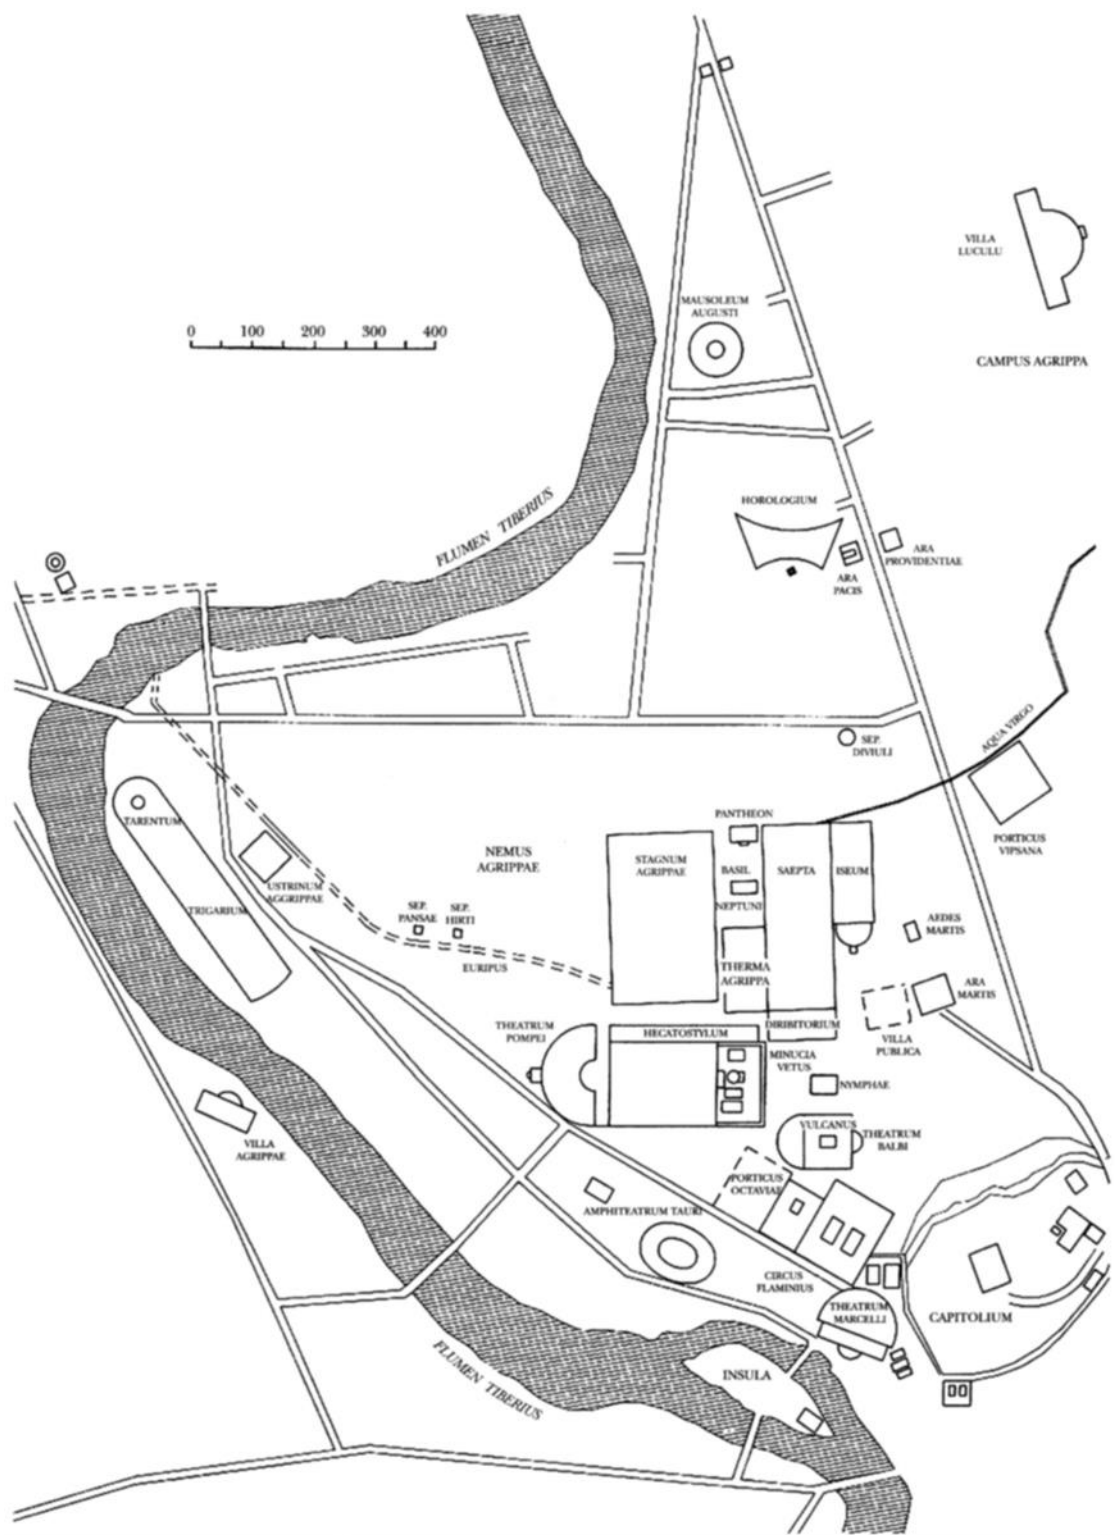 VILLA
LUCULU
MAUSOLEUM
AUGUSTI
0 100 200 300 400
CAMPUS AGRIPPA
FLUMEN TIBERIUS
HOROLOGIUM
ARA
PROVIDENTIAE
ARA
PACIS
AQUA VIRGO
SEP.
DIVIULI
PANTHEON
TARENTUM
PORTICUS
VIPSANA
NEMUS
AGRIPPAE
STAGNUM
AGRIPPAE
BASIL
NEPTUNI
SAEPTA
ISEUM
USTRINUM
AGGRIPPAE
TRIGARIUM
SEP.
PANSAE
SEP.
HIRTI
AEDES
MARTIS
EURIPUS
THERMA
AGRIPPA
ARA
MARTIS
THEATRUM
POMPEI
HECATOSTYLUM
DIRIBITORIUM
VILLA
PUBLICA
MINUCIA
VETUS
NYMPHAE
VILLA
AGRIPPAE
VULCANUS
THEATRUM
BALBI
PORTICUS
OCTAVIAE
AMPHITEATRUM TAURI
CIRCUS
FLAMINIUS
THEATRUM
MARCELLI
CAPITOLIUM
FLUMEN TIBERIUS
INSULA